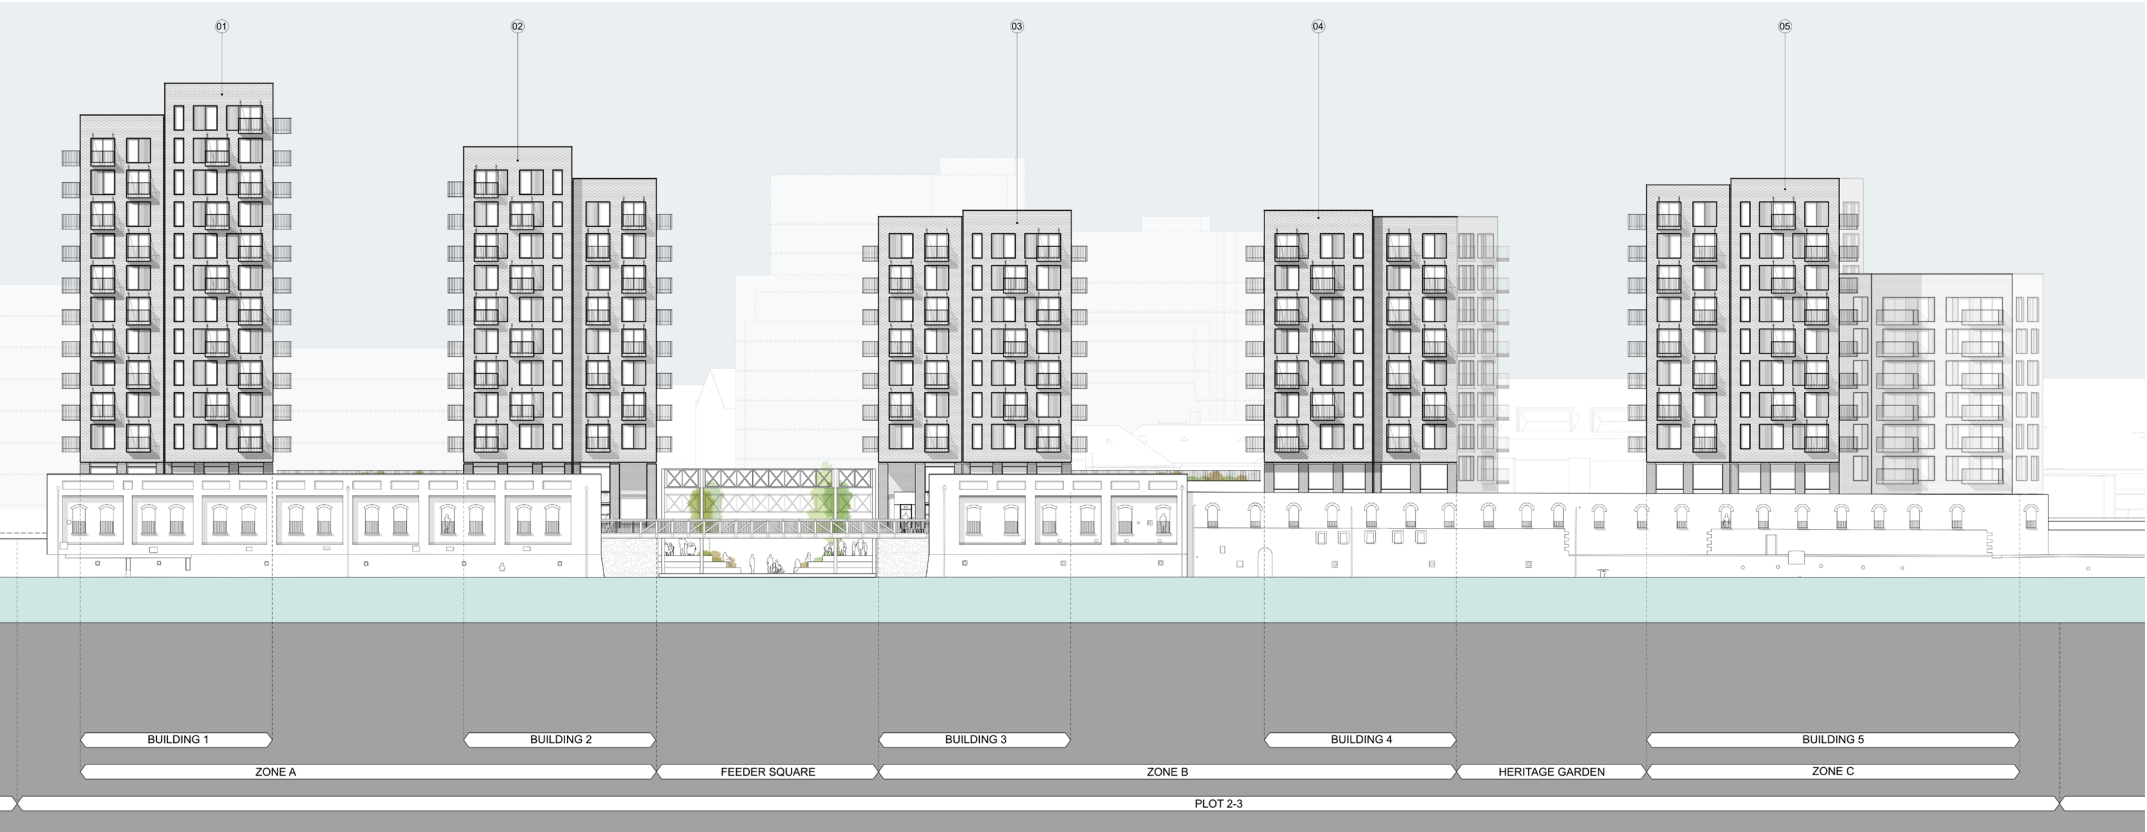 01
02
03
04
05
BUILDING 1
BUILDING 2
BUILDING 3
BUILDING 4
BUILDING 5
ZONE A
FEEDER SQUARE
ZONE B
HERITAGE GARDEN
ZONE C
PLOT 2-3